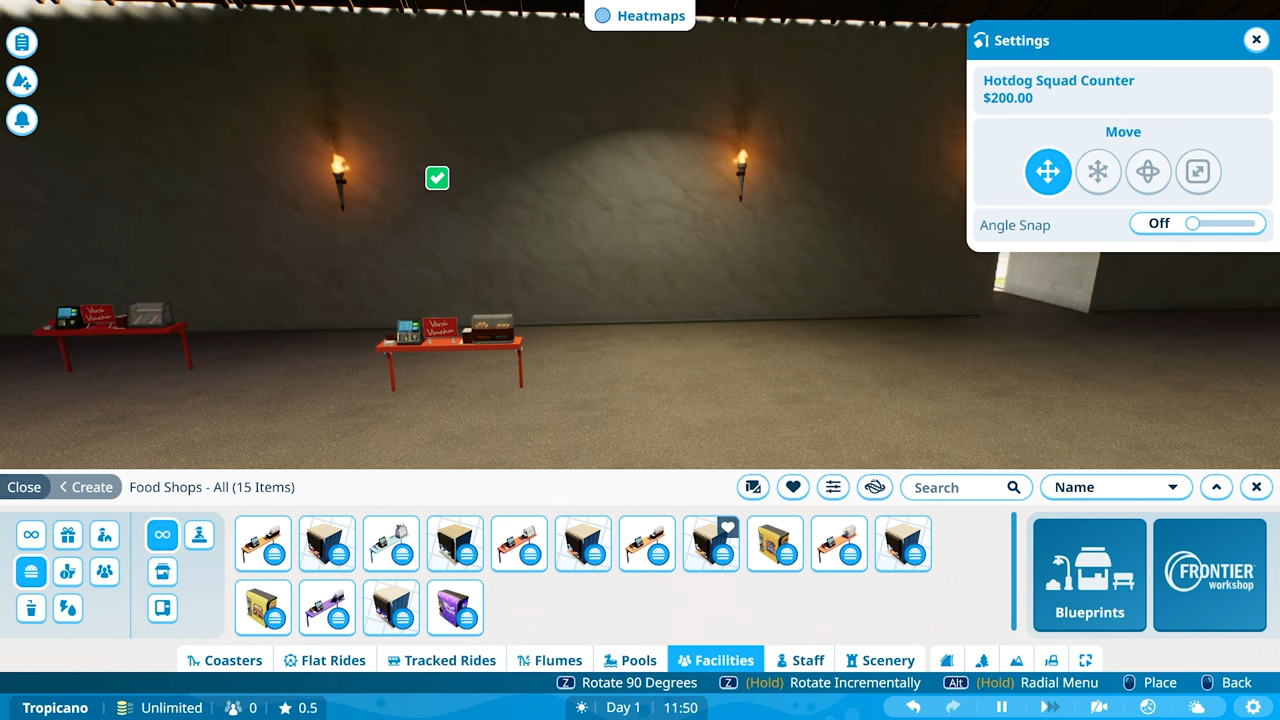 Heatmaps
Settings
Hotdog Squad Counter
$200.00
Move
Angle Snap
Off
Close
Create
Food Shops - All (15 Items)
Search
Name
Blueprints
FRONTIER
workshop
Coasters
Flat Rides
Tracked Rides
Flumes
Pools
Facilities
Staff
Scenery
Z Rotate 90 Degrees
Z (Hold) Rotate Incrementally
Alt (Hold) Radial Menu
Place
Back
Tropicano
Unlimited
0
0.5
Day 1
11:50